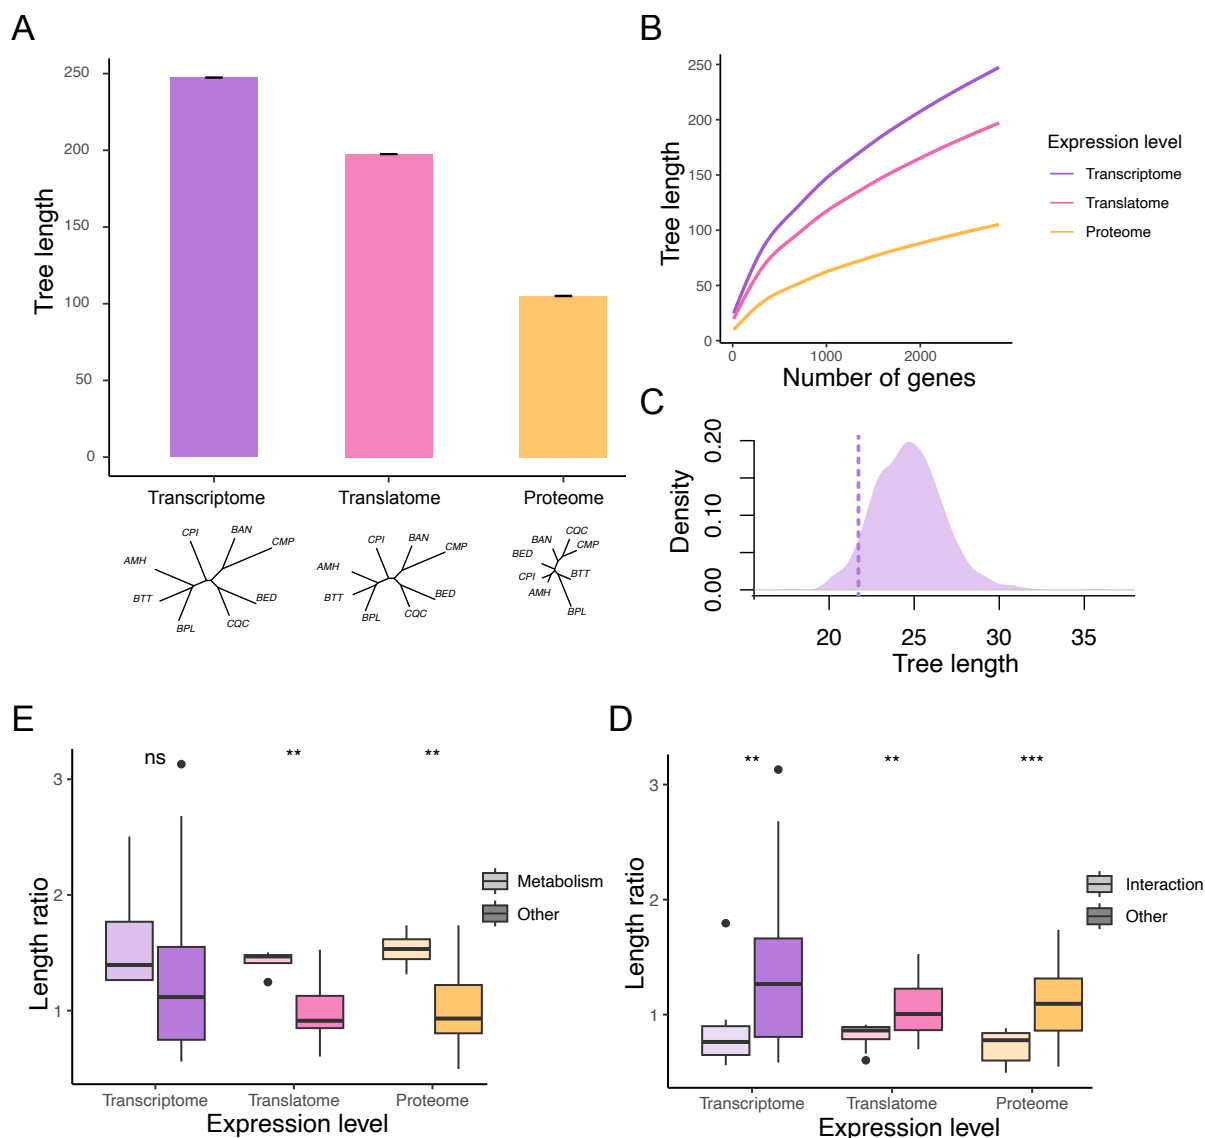 A
250
200
150
100
50
0
Tree length
Transcriptome
Translatome
Proteome
CPI
BAN
CMP
AMH
BTT
BPL
CQC
BED
CPI
BAN
CMP
AMH
BTT
BPL
CQC
BED
CQC
BAN
CMP
BED
BTT
CPI
AMH
BPL
B
250
200
150
100
50
0
Tree length
0
1000
2000
Number of genes
Expression level
Transcriptome
Translatome
Proteome
C
0.20
0.10
0.00
Density
20
25
30
35
Tree length
E
ns
**
**
3
2
1
Length ratio
Metabolism
Other
Transcriptome
Translatome
Proteome
Expression level
D
**
**
***
3
2
1
Length ratio
Interaction
Other
Transcriptome
Translatome
Proteome
Expression level